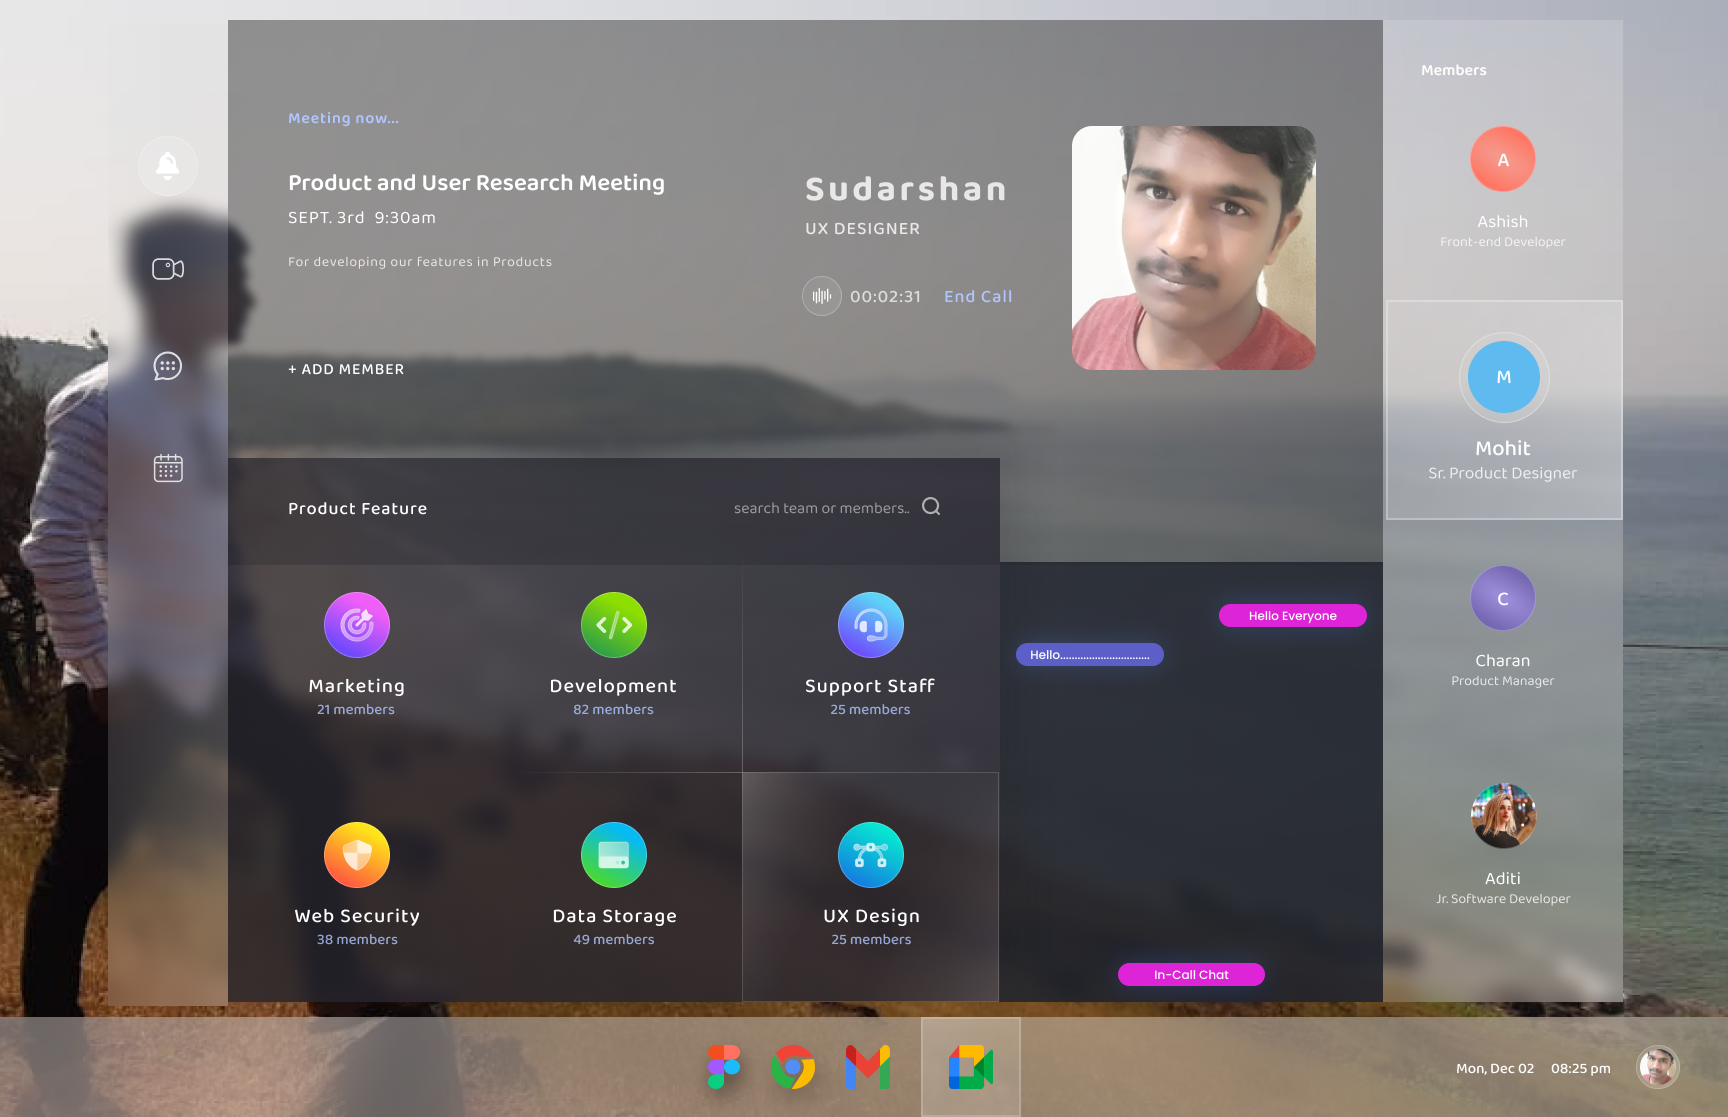 Meeting now...
Product and User Research Meeting
SEPT. 3rd 9:30am
For developing our features in Products
+ ADD MEMBER
Sudarshan
UX DESIGNER
00:02:31 End Call
Members
A
Ashish
Front-end Developer
M
Mohit
Sr. Product Designer
C
Charan
Product Manager
Aditi
Jr. Software Developer
Product Feature
search team or members..
Marketing
21 members
Development
82 members
Support Staff
25 members
Web Security
38 members
Data Storage
49 members
UX Design
25 members
Hello Everyone
Hello...............................
In-Call Chat
Mon, Dec 02 08:25 pm